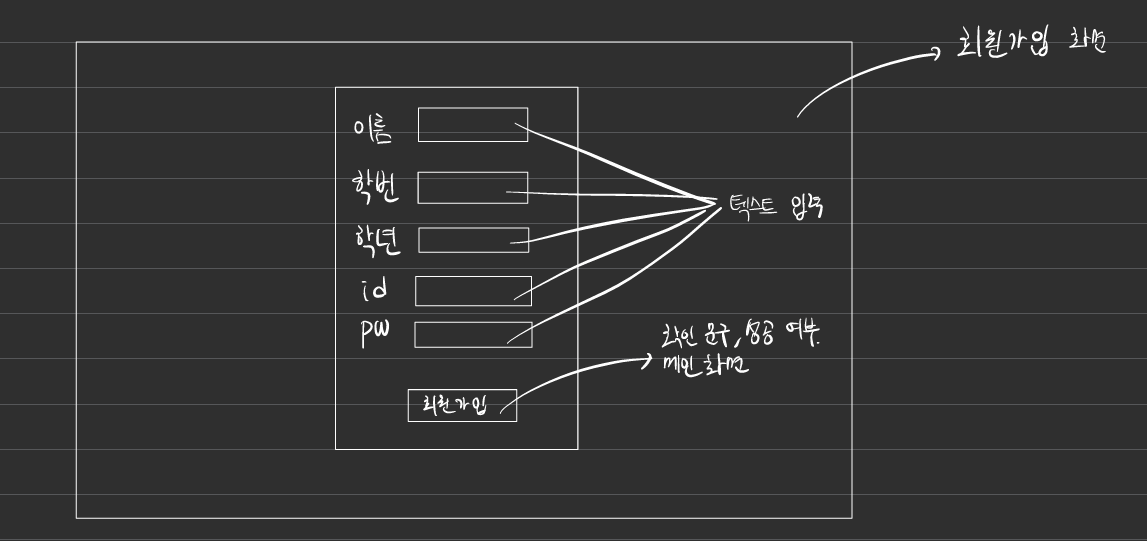 회원가입 화면
이름
학번
텍스트 입력
학년
id
pw
확인 문구, 성공 여부.
메인화면
회원가입